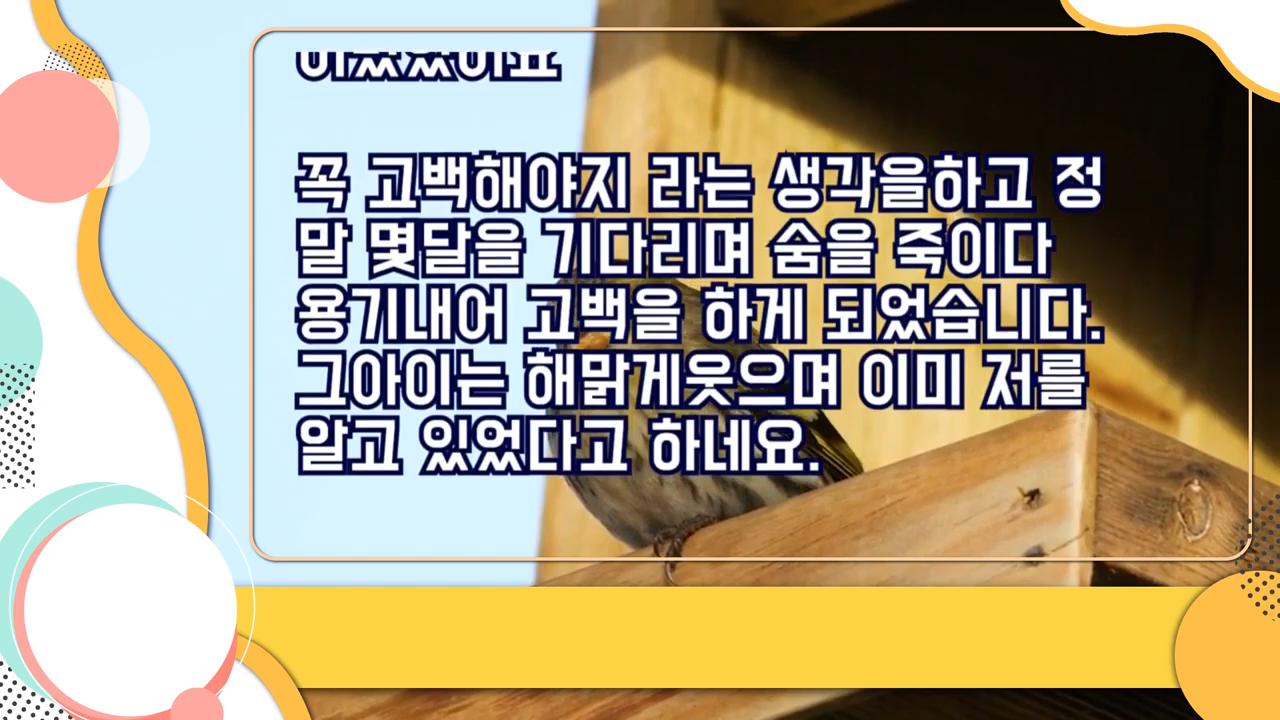 꼭 고백해야지 라는 생각을하고 정
말 몇달을 기다리며 숨을 죽이다
용기내어 고백을 하게 되었습니다.
그아이는 해맑게웃으며 이미 저를
알고 있었다고 하네요.